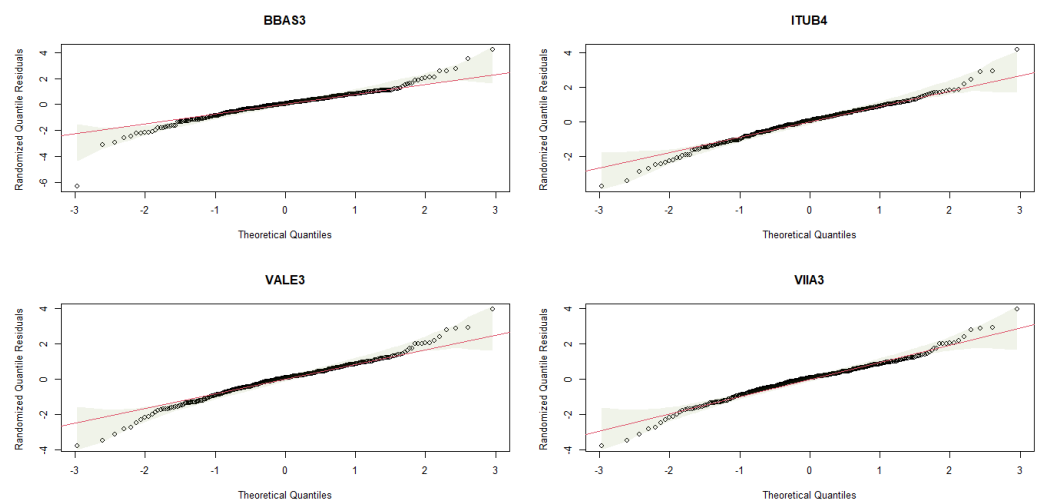 BBAS3
Randomized Quantile Residuals
4
2
0
-2
-4
-6
-3 -2 -1 0 1 2 3
Theoretical Quantiles
ITUB4
Randomized Quantile Residuals
4
2
0
-2
-3 -2 -1 0 1 2 3
Theoretical Quantiles
VALE3
Randomized Quantile Residuals
4
2
0
-2
-4
-3 -2 -1 0 1 2 3
Theoretical Quantiles
VIIA3
Randomized Quantile Residuals
4
2
0
-2
-4
-3 -2 -1 0 1 2 3
Theoretical Quantiles